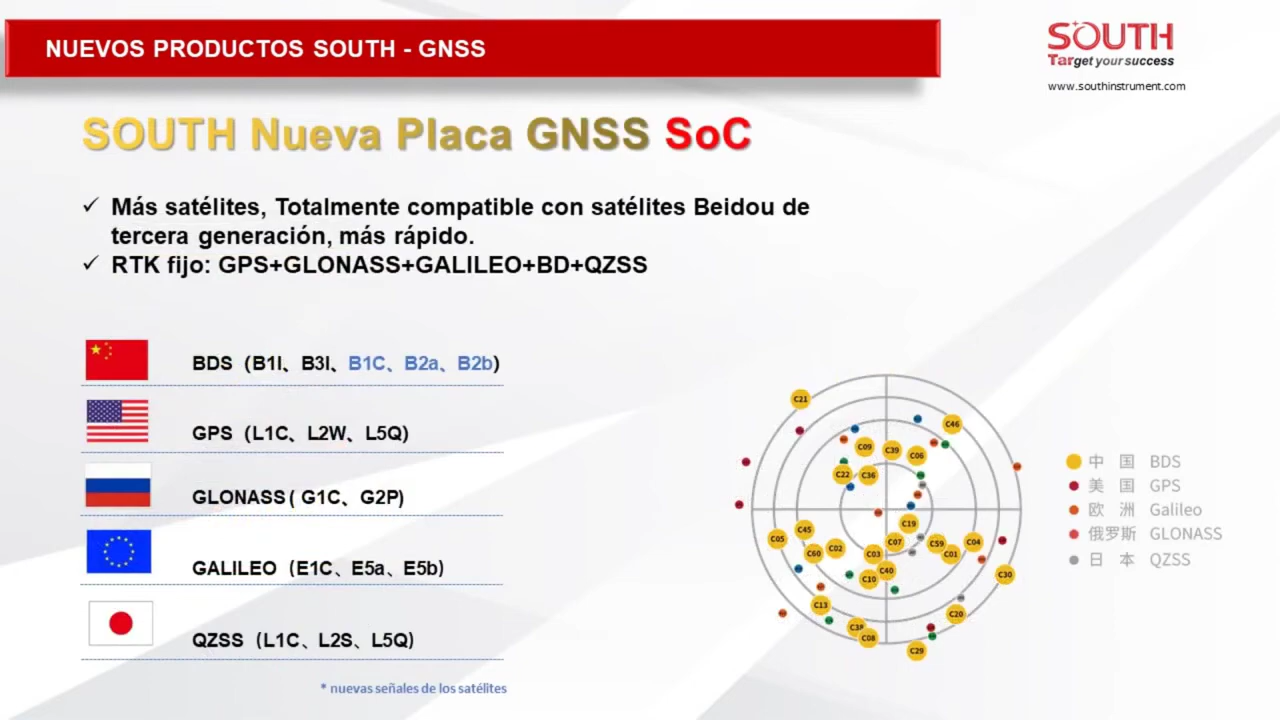 NUEVOS PRODUCTOS SOUTH - GNSS
SOUTH
Target your success
www.southinstrument.com
SOUTH Nueva Placa GNSS SoC
✓ Más satélites, Totalmente compatible con satélites Beidou de
tercera generación, más rápido.
✓ RTK fijo: GPS+GLONASS+GALILEO+BD+QZSS
BDS（B1I、B3I、B1C、B2a、B2b）
GPS（L1C、L2W、L5Q）
GLONASS( G1C、G2P)
GALILEO（E1C、E5a、E5b）
QZSS（L1C、L2S、L5Q）
* nuevas señales de los satélites
C21
C46
C09
C39
C06
C22
C36
C19
C45
C05
C07
C59
C04
C60
C02
C03
C01
C40
C10
C30
C13
C20
C38
C08
C29
中 国 BDS
美 国 GPS
欧 洲 Galileo
俄罗斯 GLONASS
日 本 QZSS